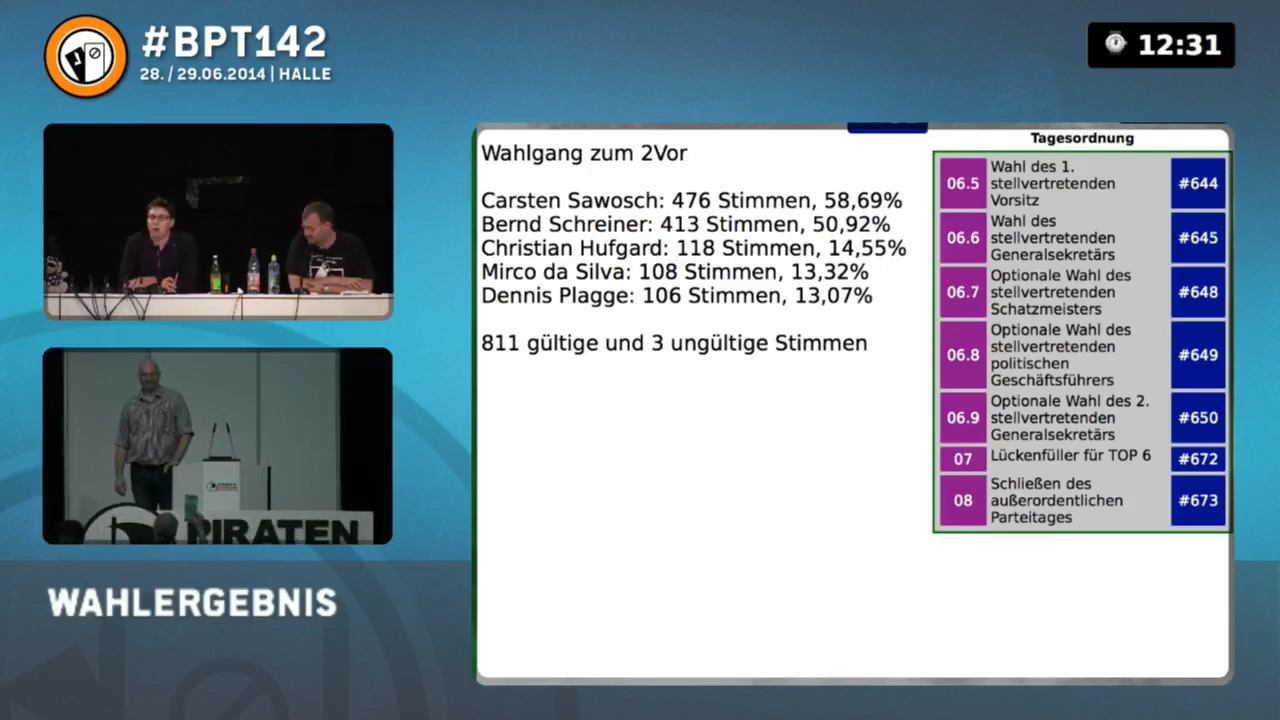 #BPT142
28. / 29.06.2014 | HALLE
12:31
Wahlgang zum 2Vor
Carsten Sawosch: 476 Stimmen, 58,69%
Bernd Schreiner: 413 Stimmen, 50,92%
Christian Hufgard: 118 Stimmen, 14,55%
Mirco da Silva: 108 Stimmen, 13,32%
Dennis Plagge: 106 Stimmen, 13,07%
811 gültige und 3 ungültige Stimmen
Tagesordnung
06.5
Wahl des 1.
stellvertretenden
Vorsitz
#644
06.6
Wahl des
stellvertretenden
Generalsekretärs
#645
06.7
Optionale Wahl des
stellvertretenden
Schatzmeisters
#648
06.8
Optionale Wahl des
stellvertretenden
politischen
Geschäftsführers
#649
06.9
Optionale Wahl des 2.
stellvertretenden
Generalsekretärs
#650
07
Lückenfüller für TOP 6
#672
08
Schließen des
außerordentlichen
Parteitages
#673
PIRATEN
WAHLERGEBNIS